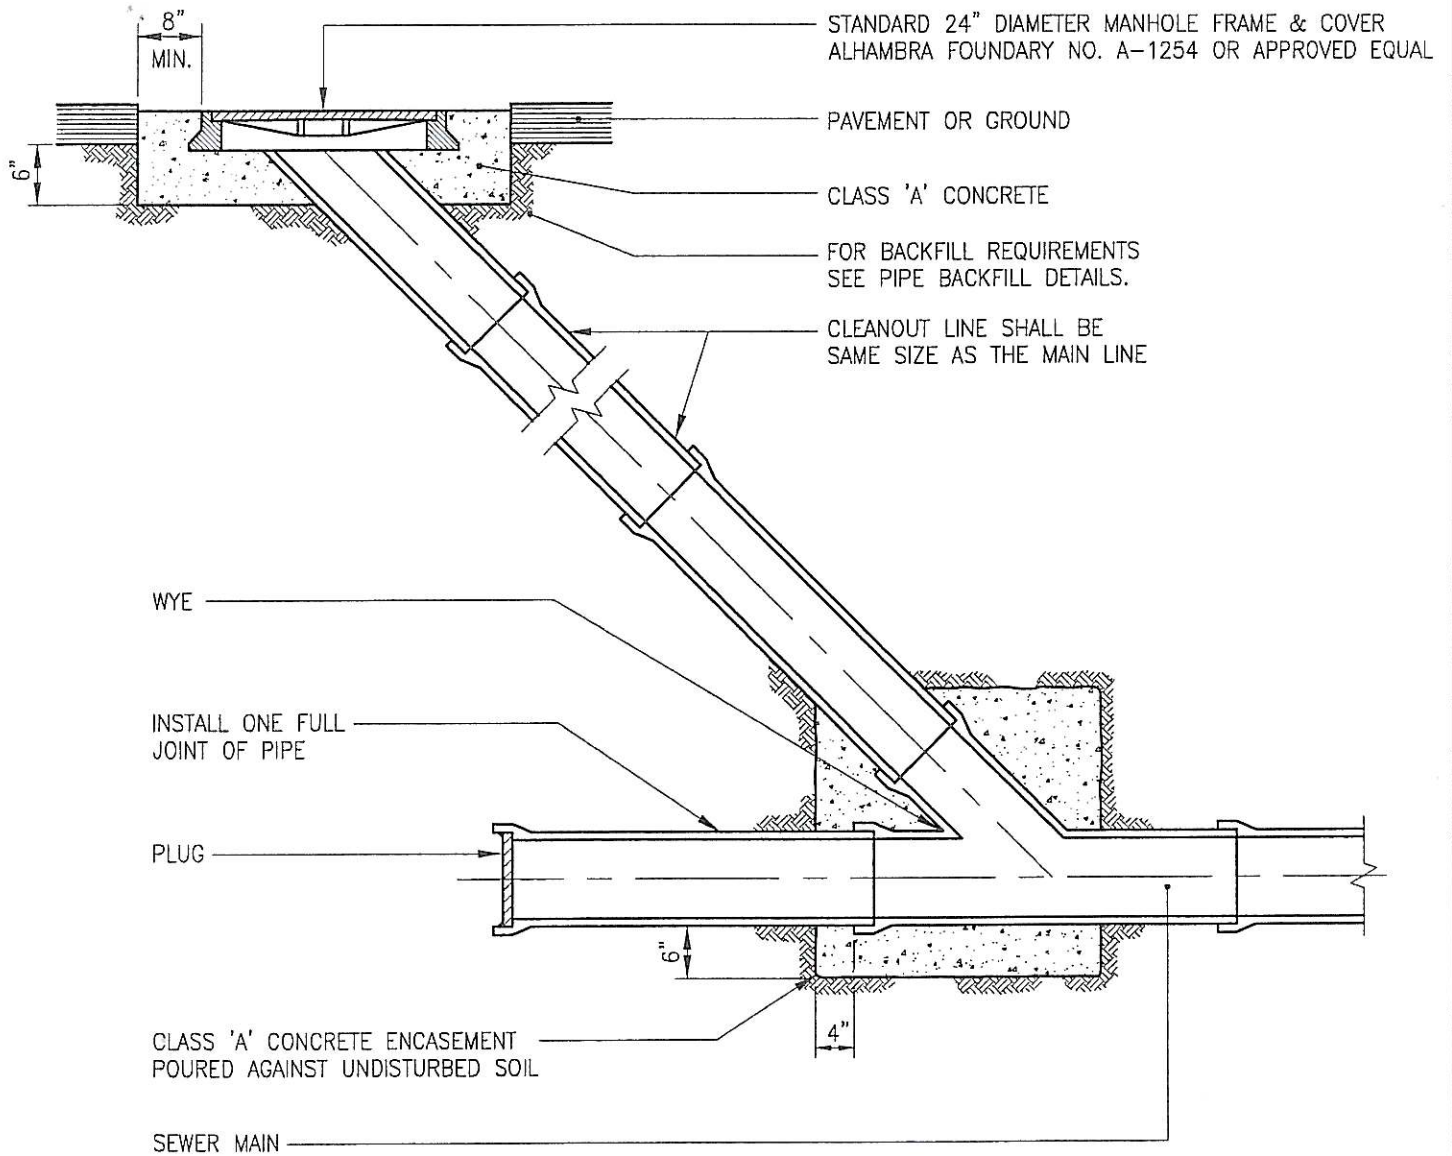 8"
MIN.
STANDARD 24" DIAMETER MANHOLE FRAME & COVER
ALHAMBRA FOUNDARY NO. A-1254 OR APPROVED EQUAL
PAVEMENT OR GROUND
6"
CLASS 'A' CONCRETE
FOR BACKFILL REQUIREMENTS
SEE PIPE BACKFILL DETAILS.
CLEANOUT LINE SHALL BE
SAME SIZE AS THE MAIN LINE
WYE
INSTALL ONE FULL
JOINT OF PIPE
PLUG
6"
4"
CLASS 'A' CONCRETE ENCASEMENT
POURED AGAINST UNDISTURBED SOIL
SEWER MAIN